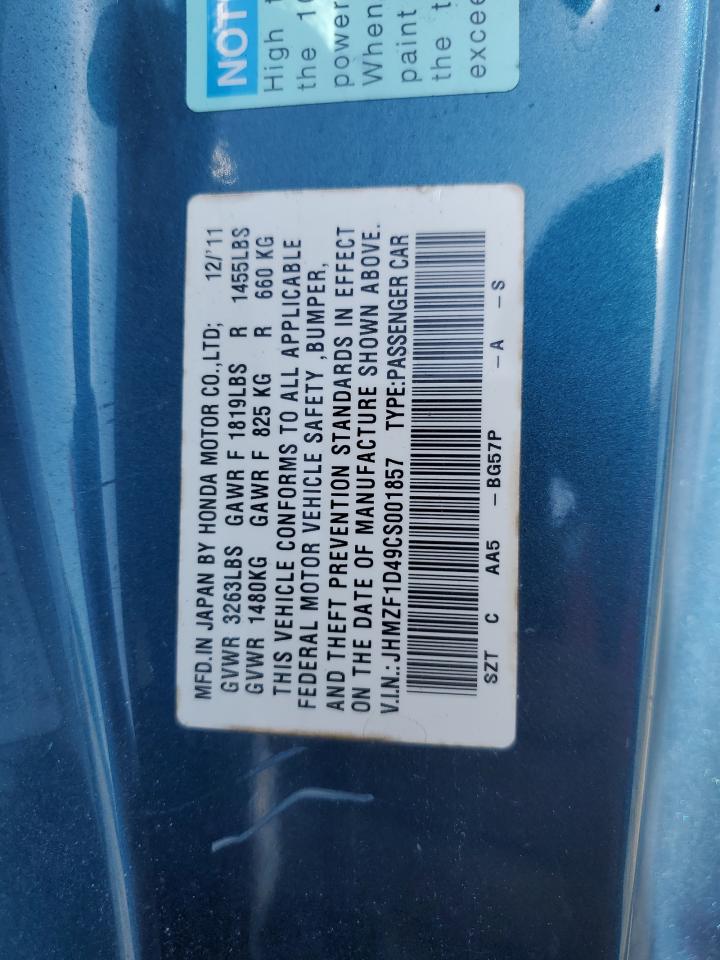 MFD.IN JAPAN BY HONDA MOTOR CO.,LTD; 12/'11
GVWR 3263LBS GAWR F 1819LBS R 1455LBS
GVWR 1480KG GAWR F 825 KG R 660 KG
THIS VEHICLE CONFORMS TO ALL APPLICABLE
FEDERAL MOTOR VEHICLE SAFETY ,BUMPER,
AND THEFT PREVENTION STANDARDS IN EFFECT
ON THE DATE OF MANUFACTURE SHOWN ABOVE.
V.I.N.: JHMZF1D49CS001857 TYPE:PASSENGER CAR
SZT C AA5 -BG57P -A -S
NOT
High
the 10
power
When
paint
the t
excee